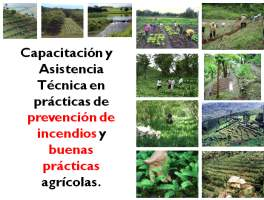 Capacitación y
Asistencia
Técnica en
prácticas de
prevención de
incendios y
buenas
prácticas
agrícolas.